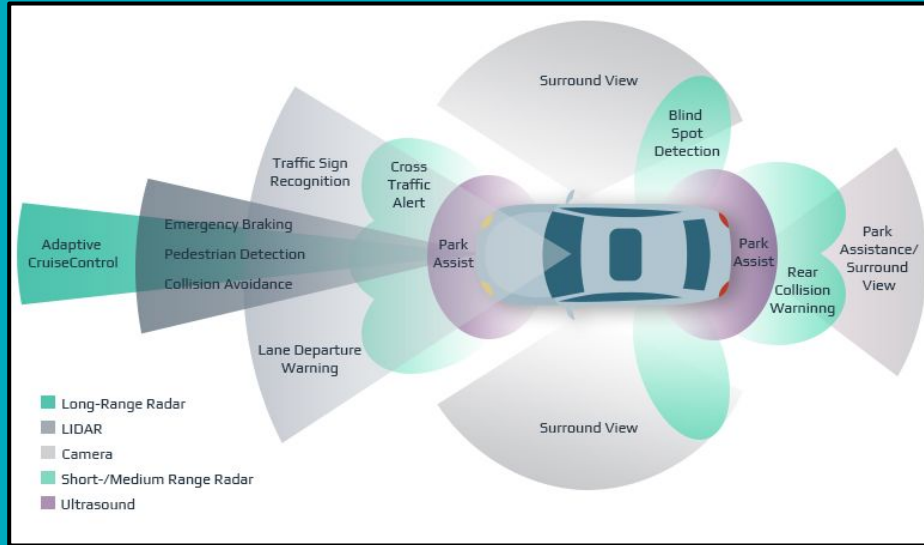 Surround View
Blind
Spot
Detection
Traffic Sign
Recognition
Cross
Traffic
Alert
Adaptive
CruiseControl
Emergency Braking
Pedestrian Detection
Collision Avoidance
Park
Assist
Park
Assist
Rear
Collision
Warninng
Park
Assistance/
Surround
View
Lane Departure
Warning
Surround View
Long-Range Radar
LIDAR
Camera
Short-/Medium Range Radar
Ultrasound